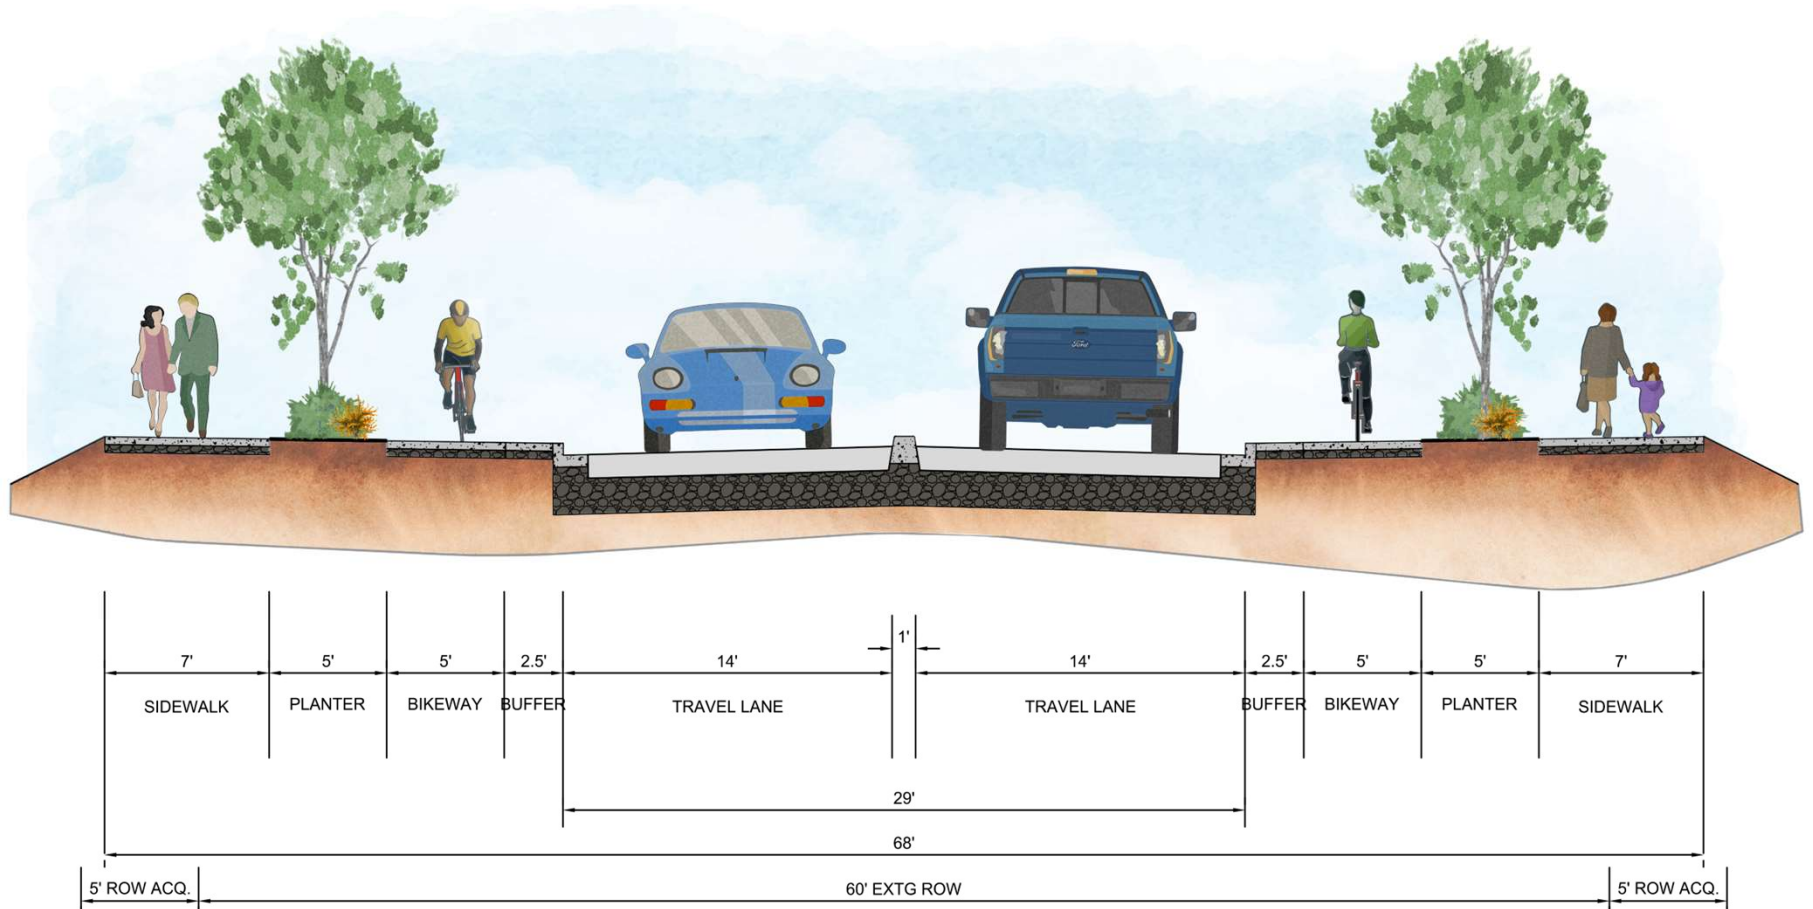 1'
7' 5' 5' 2.5' 14' 14' 2.5' 5' 5' 7'
SIDEWALK PLANTER BIKEWAY BUFFER TRAVEL LANE TRAVEL LANE BUFFER BIKEWAY PLANTER SIDEWALK
29'
68'
5' ROW ACQ. 60' EXTG ROW 5' ROW ACQ.